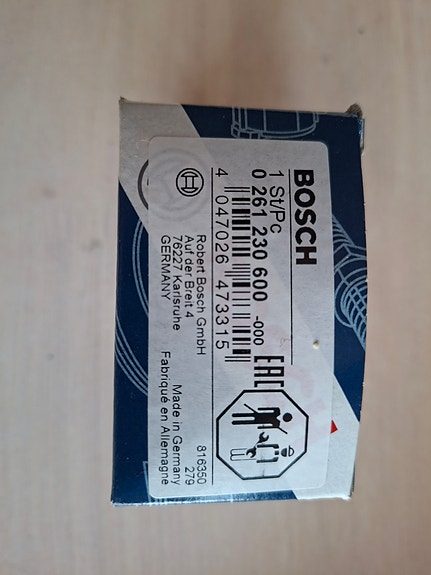 BOSCH
1 St/Pc
0 261 230 600 -000
EAC
4 047026 473315
Robert Bosch GmbH
Auf der Breit 4
76227 Karlsruhe
GERMANY
Made in Germany
Fabriqué en Allemagne
816350
279